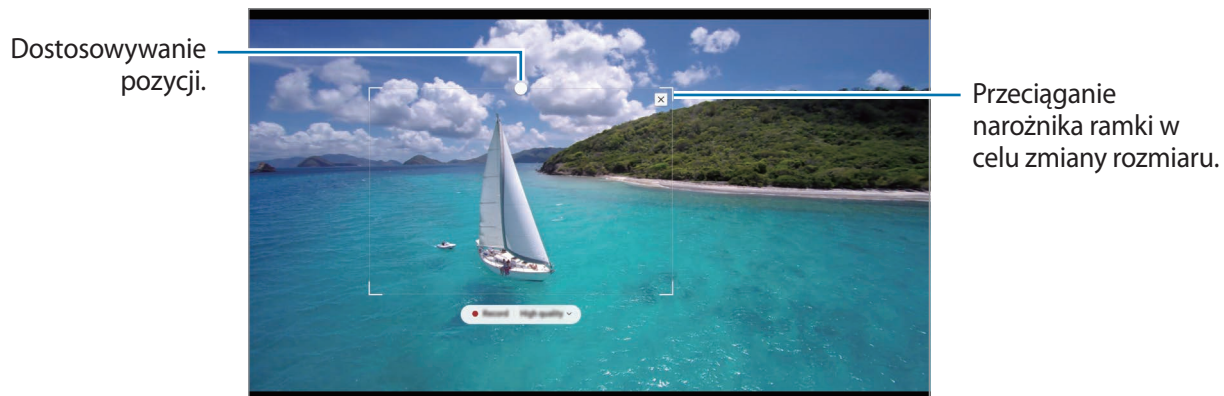 Dostosowywanie
pozycji.
Przeciąganie
narożnika ramki w
celu zmiany rozmiaru.
Record High quality